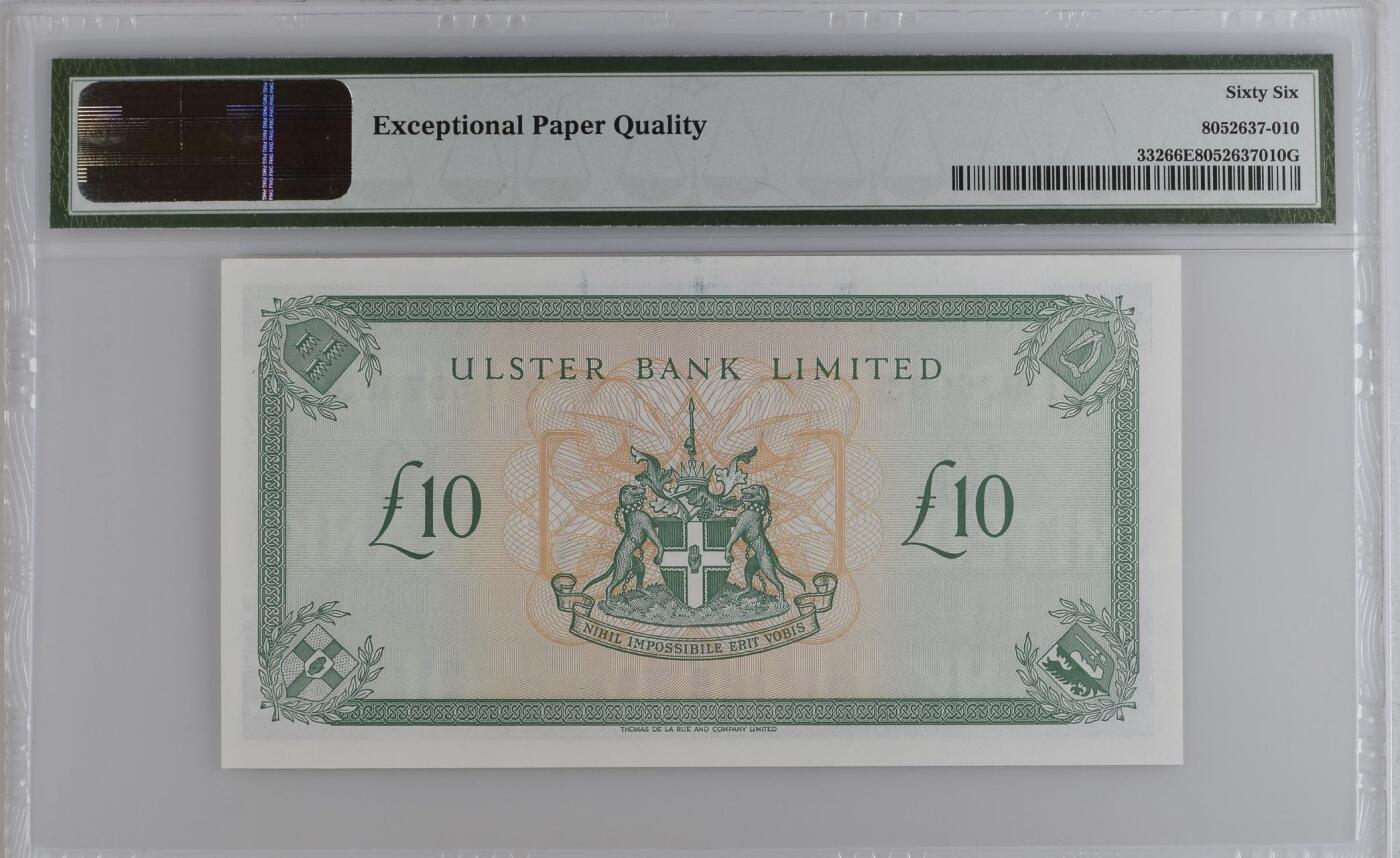 Sixty Six
Exceptional Paper Quality
8052637-010
33266E8052637010G
ULSTER BANK LIMITED
£10
£10
NIHIL IMPOSSIBILE ERIT VOBIS
THOMAS DE LA RUE AND COMPANY LIMITED